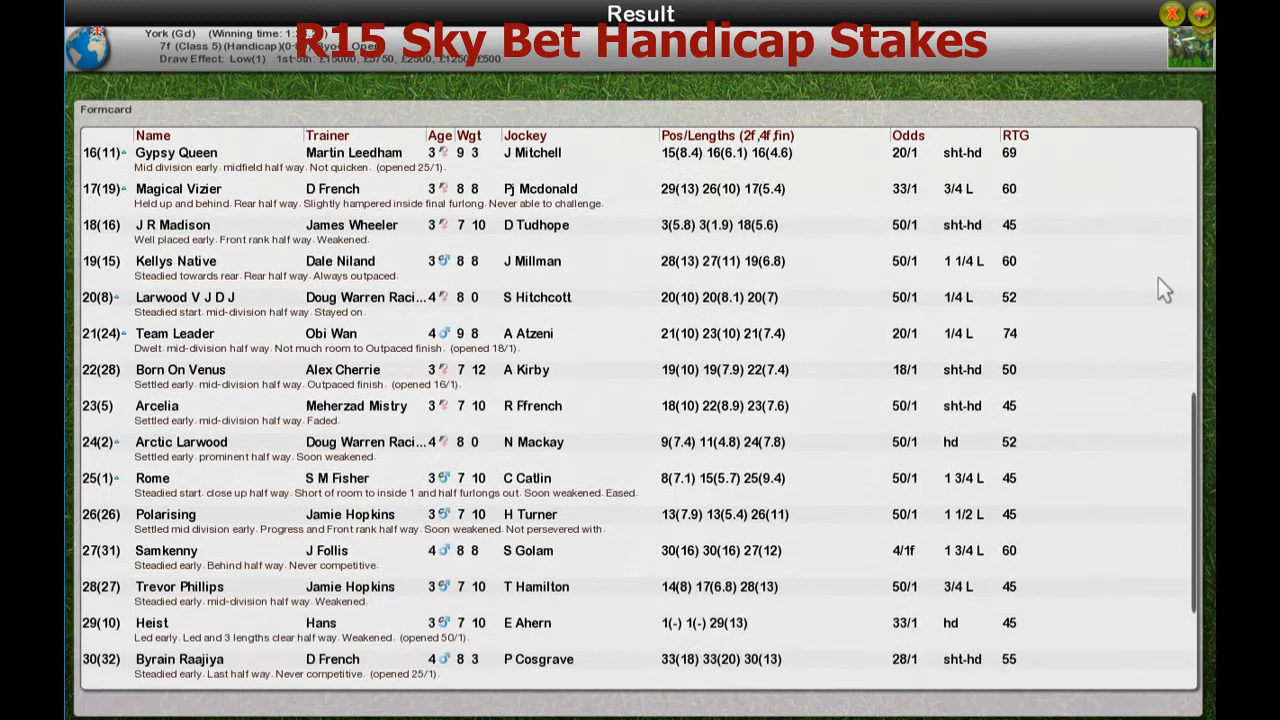 Result
R15 Sky Bet Handicap Stakes
York (Gd) (Winning time: 1:
7f (Class 5)(Handicap)(0- Open
Draw Effect: Low(1) 1st-5th: £15000, £5750, £2500, £1250, £500
Formcard
Name Trainer Age Wgt Jockey Pos/Lengths (2f,4f,fin) Odds RTG
16(11) Gypsy Queen Martin Leedham 3 9 3 J Mitchell 15(8.4) 16(6.1) 16(4.6) 20/1 sht-hd 69
Mid division early. midfield half way. Not quicken. (opened 25/1).
17(19) Magical Vizier D French 3 8 8 Pj Mcdonald 29(13) 26(10) 17(5.4) 33/1 3/4 L 60
Held up and behind. Rear half way. Slightly hampered inside final furlong. Never able to challenge.
18(16) J R Madison James Wheeler 3 7 10 D Tudhope 3(5.8) 3(1.9) 18(5.6) 50/1 sht-hd 45
Well placed early. Front rank half way. Weakened.
19(15) Kellys Native Dale Niland 3 8 8 J Millman 28(13) 27(11) 19(6.8) 50/1 1 1/4 L 60
Steadied towards rear. Rear half way. Always outpaced.
20(8) Larwood V J D J Doug Warren Raci... 4 8 0 S Hitchcott 20(10) 20(8.1) 20(7) 50/1 1/4 L 52
Steadied start. mid-division half way. Stayed on.
21(24) Team Leader Obi Wan 4 9 8 A Atzeni 21(10) 23(10) 21(7.4) 20/1 1/4 L 74
Dwelt. mid-division half way. Not much room to Outpaced finish. (opened 18/1).
22(28) Born On Venus Alex Cherrie 3 7 12 A Kirby 19(10) 19(7.9) 22(7.4) 18/1 sht-hd 50
Settled early. mid-division half way. Outpaced finish. (opened 16/1).
23(5) Arcelia Meherzad Mistry 3 7 10 R Ffrench 18(10) 22(8.9) 23(7.6) 50/1 sht-hd 45
Settled early. mid-division half way. Faded.
24(2) Arctic Larwood Doug Warren Raci... 4 8 0 N Mackay 9(7.4) 11(4.8) 24(7.8) 50/1 hd 52
Settled early. prominent half way. Soon weakened.
25(1) Rome S M Fisher 3 7 10 C Catlin 8(7.1) 15(5.7) 25(9.4) 50/1 1 3/4 L 45
Steadied start. close up half way. Short of room to inside 1 and half furlongs out. Soon weakened. Eased.
26(26) Polarising Jamie Hopkins 3 7 10 H Turner 13(7.9) 13(5.4) 26(11) 50/1 1 1/2 L 45
Settled mid division early. Progress and Front rank half way. Soon weakened. Not persevered with.
27(31) Samkenny J Follis 4 8 8 S Golam 30(16) 30(16) 27(12) 4/1f 1 3/4 L 60
Steadied early. Behind half way. Never competitive.
28(27) Trevor Phillips Jamie Hopkins 3 7 10 T Hamilton 14(8) 17(6.8) 28(13) 50/1 3/4 L 45
Steadied early. mid-division half way. Weakened.
29(10) Heist Hans 3 7 10 E Ahern 1(-) 1(-) 29(13) 33/1 hd 45
Led early. Led and 3 lengths clear half way. Weakened. (opened 50/1).
30(32) Byrain Raajiya D French 4 8 3 P Cosgrave 33(18) 33(20) 30(13) 28/1 sht-hd 55
Steadied early. Last half way. Never competitive. (opened 25/1).